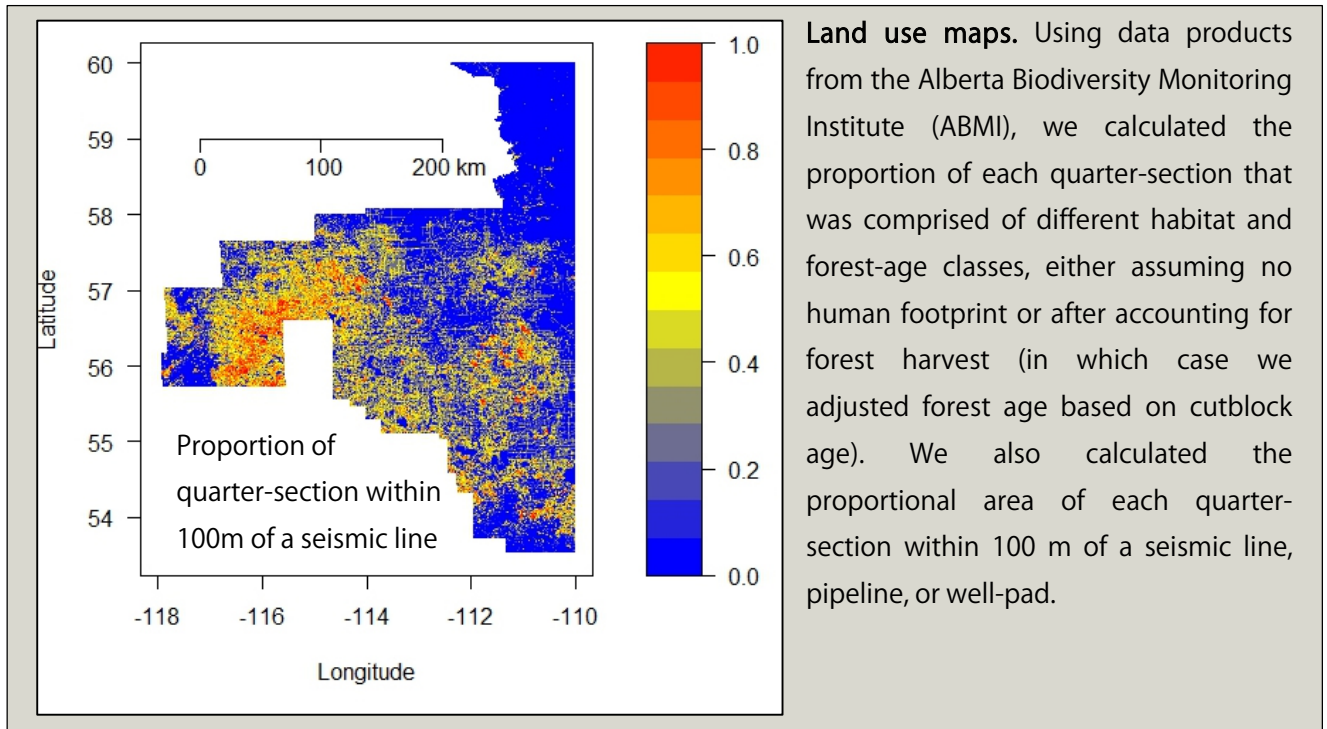 60
59
58
57
56
55
54
Latitude
0 100 200 km
Proportion of
quarter-section within
100m of a seismic line
-118 -116 -114 -112 -110
Longitude
1.0
0.8
0.6
0.4
0.2
0.0
Land use maps. Using data products
from the Alberta Biodiversity Monitoring
Institute (ABMI), we calculated the
proportion of each quarter-section that
was comprised of different habitat and
forest-age classes, either assuming no
human footprint or after accounting for
forest harvest (in which case we
adjusted forest age based on cutblock
age). We also calculated the
proportional area of each quarter-
section within 100 m of a seismic line,
pipeline, or well-pad.